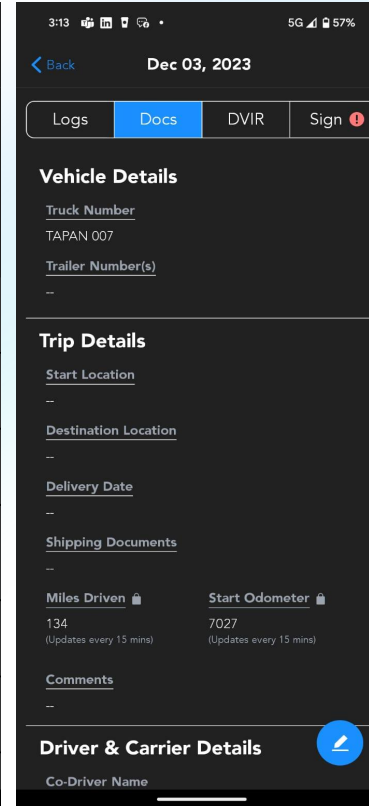 3:13 5G 57%
Back Dec 03, 2023
Logs Docs DVIR Sign
Vehicle Details
Truck Number
TAPAN 007
Trailer Number(s)
--
Trip Details
Start Location
--
Destination Location
--
Delivery Date
--
Shipping Documents
--
Miles Driven Start Odometer
134 7027
(Updates every 15 mins) (Updates every 15 mins)
Comments
--
Driver & Carrier Details
Co-Driver Name